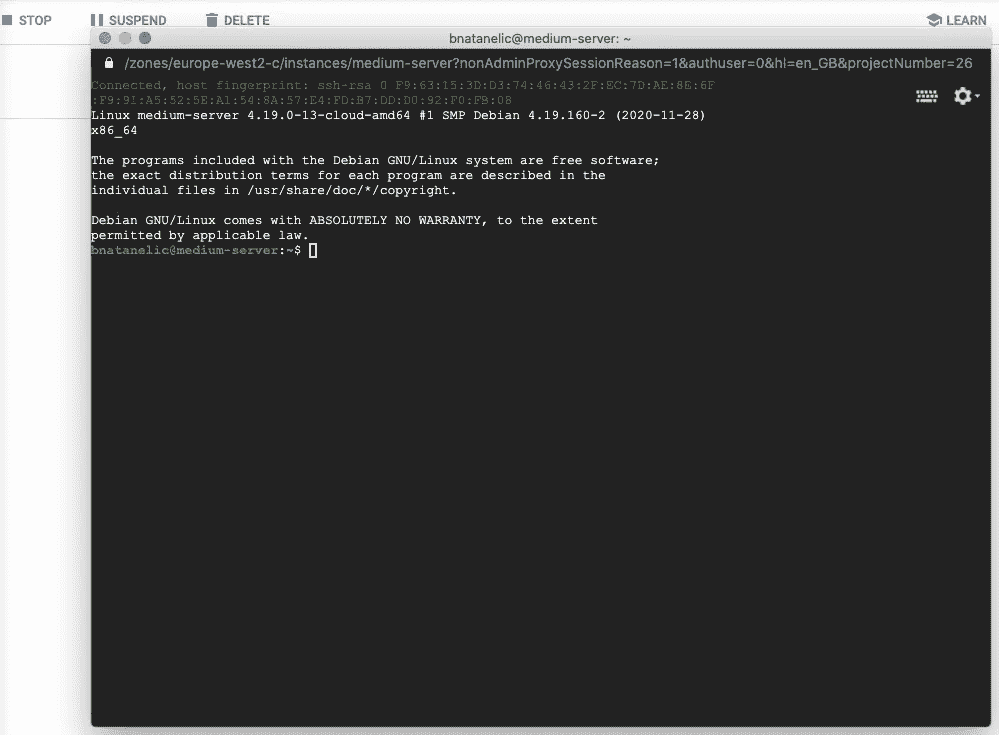 STOP SUSPEND DELETE LEARN
bnatanelic@medium-server: ~
/zones/europe-west2-c/instances/medium-server?nonAdminProxySessionReason=1&authuser=0&hl=en_GB&projectNumber=26
Connected, host fingerprint: ssh-rsa 0 F9:63:15:3D:D3:74:46:43:2F:EC:7D:AE:8E:6F
:F9:91:A5:52:5E:A1:54:8A:57:E4:FD:B7:DD:D0:92:F0:FB:08
Linux medium-server 4.19.0-13-cloud-amd64 #1 SMP Debian 4.19.160-2 (2020-11-28)
x86_64
The programs included with the Debian GNU/Linux system are free software;
the exact distribution terms for each program are described in the
individual files in /usr/share/doc/*/copyright.
Debian GNU/Linux comes with ABSOLUTELY NO WARRANTY, to the extent
permitted by applicable law.
bnatanelic@medium-server:~$